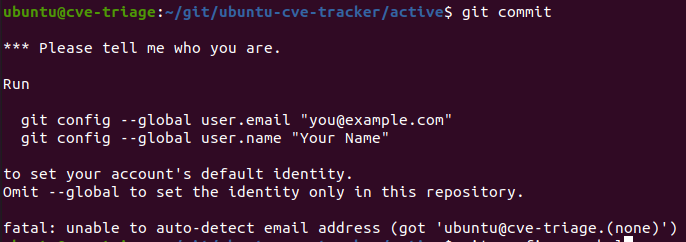 ubuntu@cve-triage:~/git/ubuntu-cve-tracker/active$ git commit
*** Please tell me who you are.
Run
git config --global user.email "you@example.com"
git config --global user.name "Your Name"
to set your account's default identity.
Omit --global to set the identity only in this repository.
fatal: unable to auto-detect email address (got 'ubuntu@cve-triage.(none)')